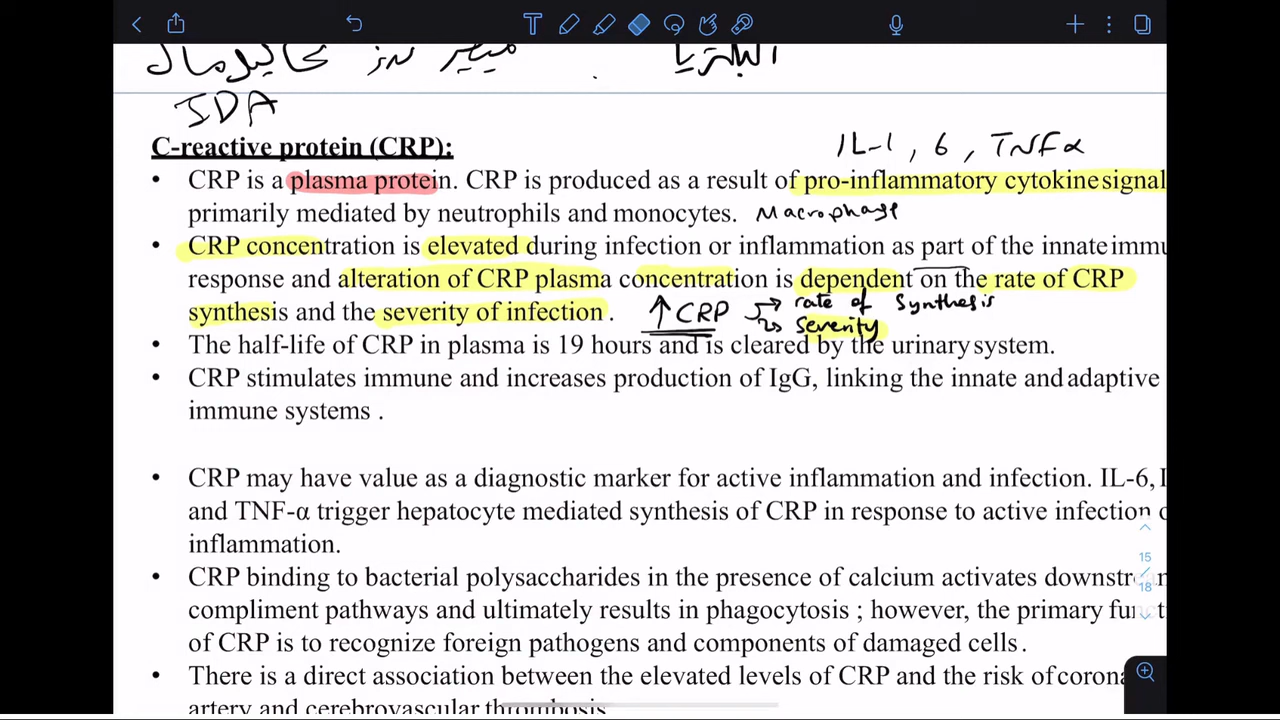 البكتريا
IDA
C-reactive protein (CRP):
IL-1, 6, TNFα
• CRP is a plasma protein. CRP is produced as a result of pro-inflammatory cytokine signal
primarily mediated by neutrophils and monocytes. Macrophage
• CRP concentration is elevated during infection or inflammation as part of the innate immu
response and alteration of CRP plasma concentration is dependent on the rate of CRP
synthesis and the severity of infection .
↑ CRP → rate of synthesis
→ Severity
• The half-life of CRP in plasma is 19 hours and is cleared by the urinary system.
• CRP stimulates immune and increases production of IgG, linking the innate and adaptive
immune systems .
• CRP may have value as a diagnostic marker for active inflammation and infection. IL-6,
and TNF-α trigger hepatocyte mediated synthesis of CRP in response to active infection
inflammation.
• CRP binding to bacterial polysaccharides in the presence of calcium activates
compliment pathways and ultimately results in phagocytosis ; however, the primary
of CRP is to recognize foreign pathogens and components of damaged cells.
• There is a direct association between the elevated levels of CRP and the risk of corona
artery and cerebrovascular thrombosis
15
/
18